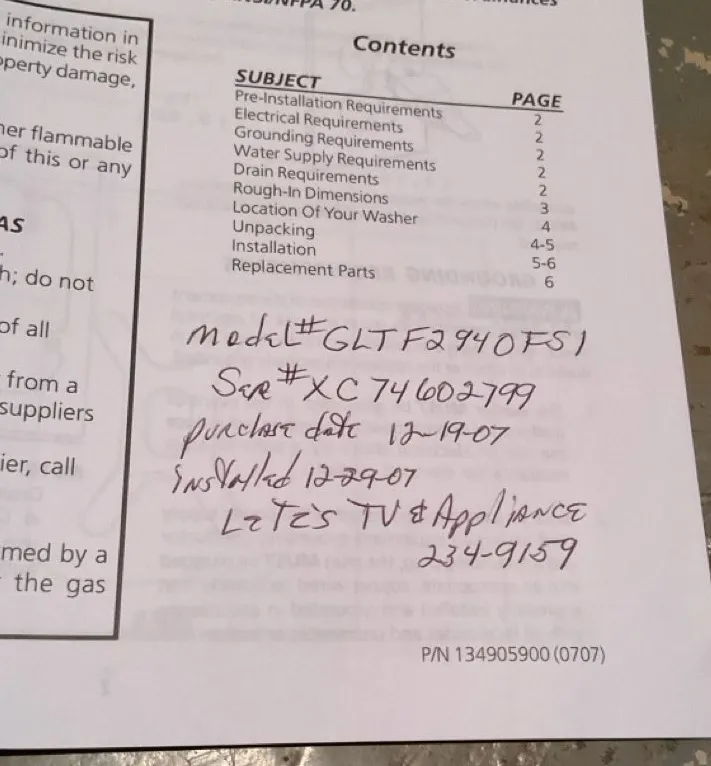 NFPA 70.
information in
inimize the risk
operty damage,
ner flammable
of this or any
AS
h; do not
of all
from a
suppliers
ier, call
med by a
the gas
Contents
SUBJECT PAGE
Pre-Installation Requirements 2
Electrical Requirements 2
Grounding Requirements 2
Water Supply Requirements 2
Drain Requirements 2
Rough-In Dimensions 3
Location Of Your Washer 4
Unpacking 4-5
Installation 5-6
Replacement Parts 6
Model# GLTF2940FS1
Ser# XC74602799
purchase date 12-19-07
installed 12-29-07
TV & Appliance
234-9159
P/N 134905900 (0707)